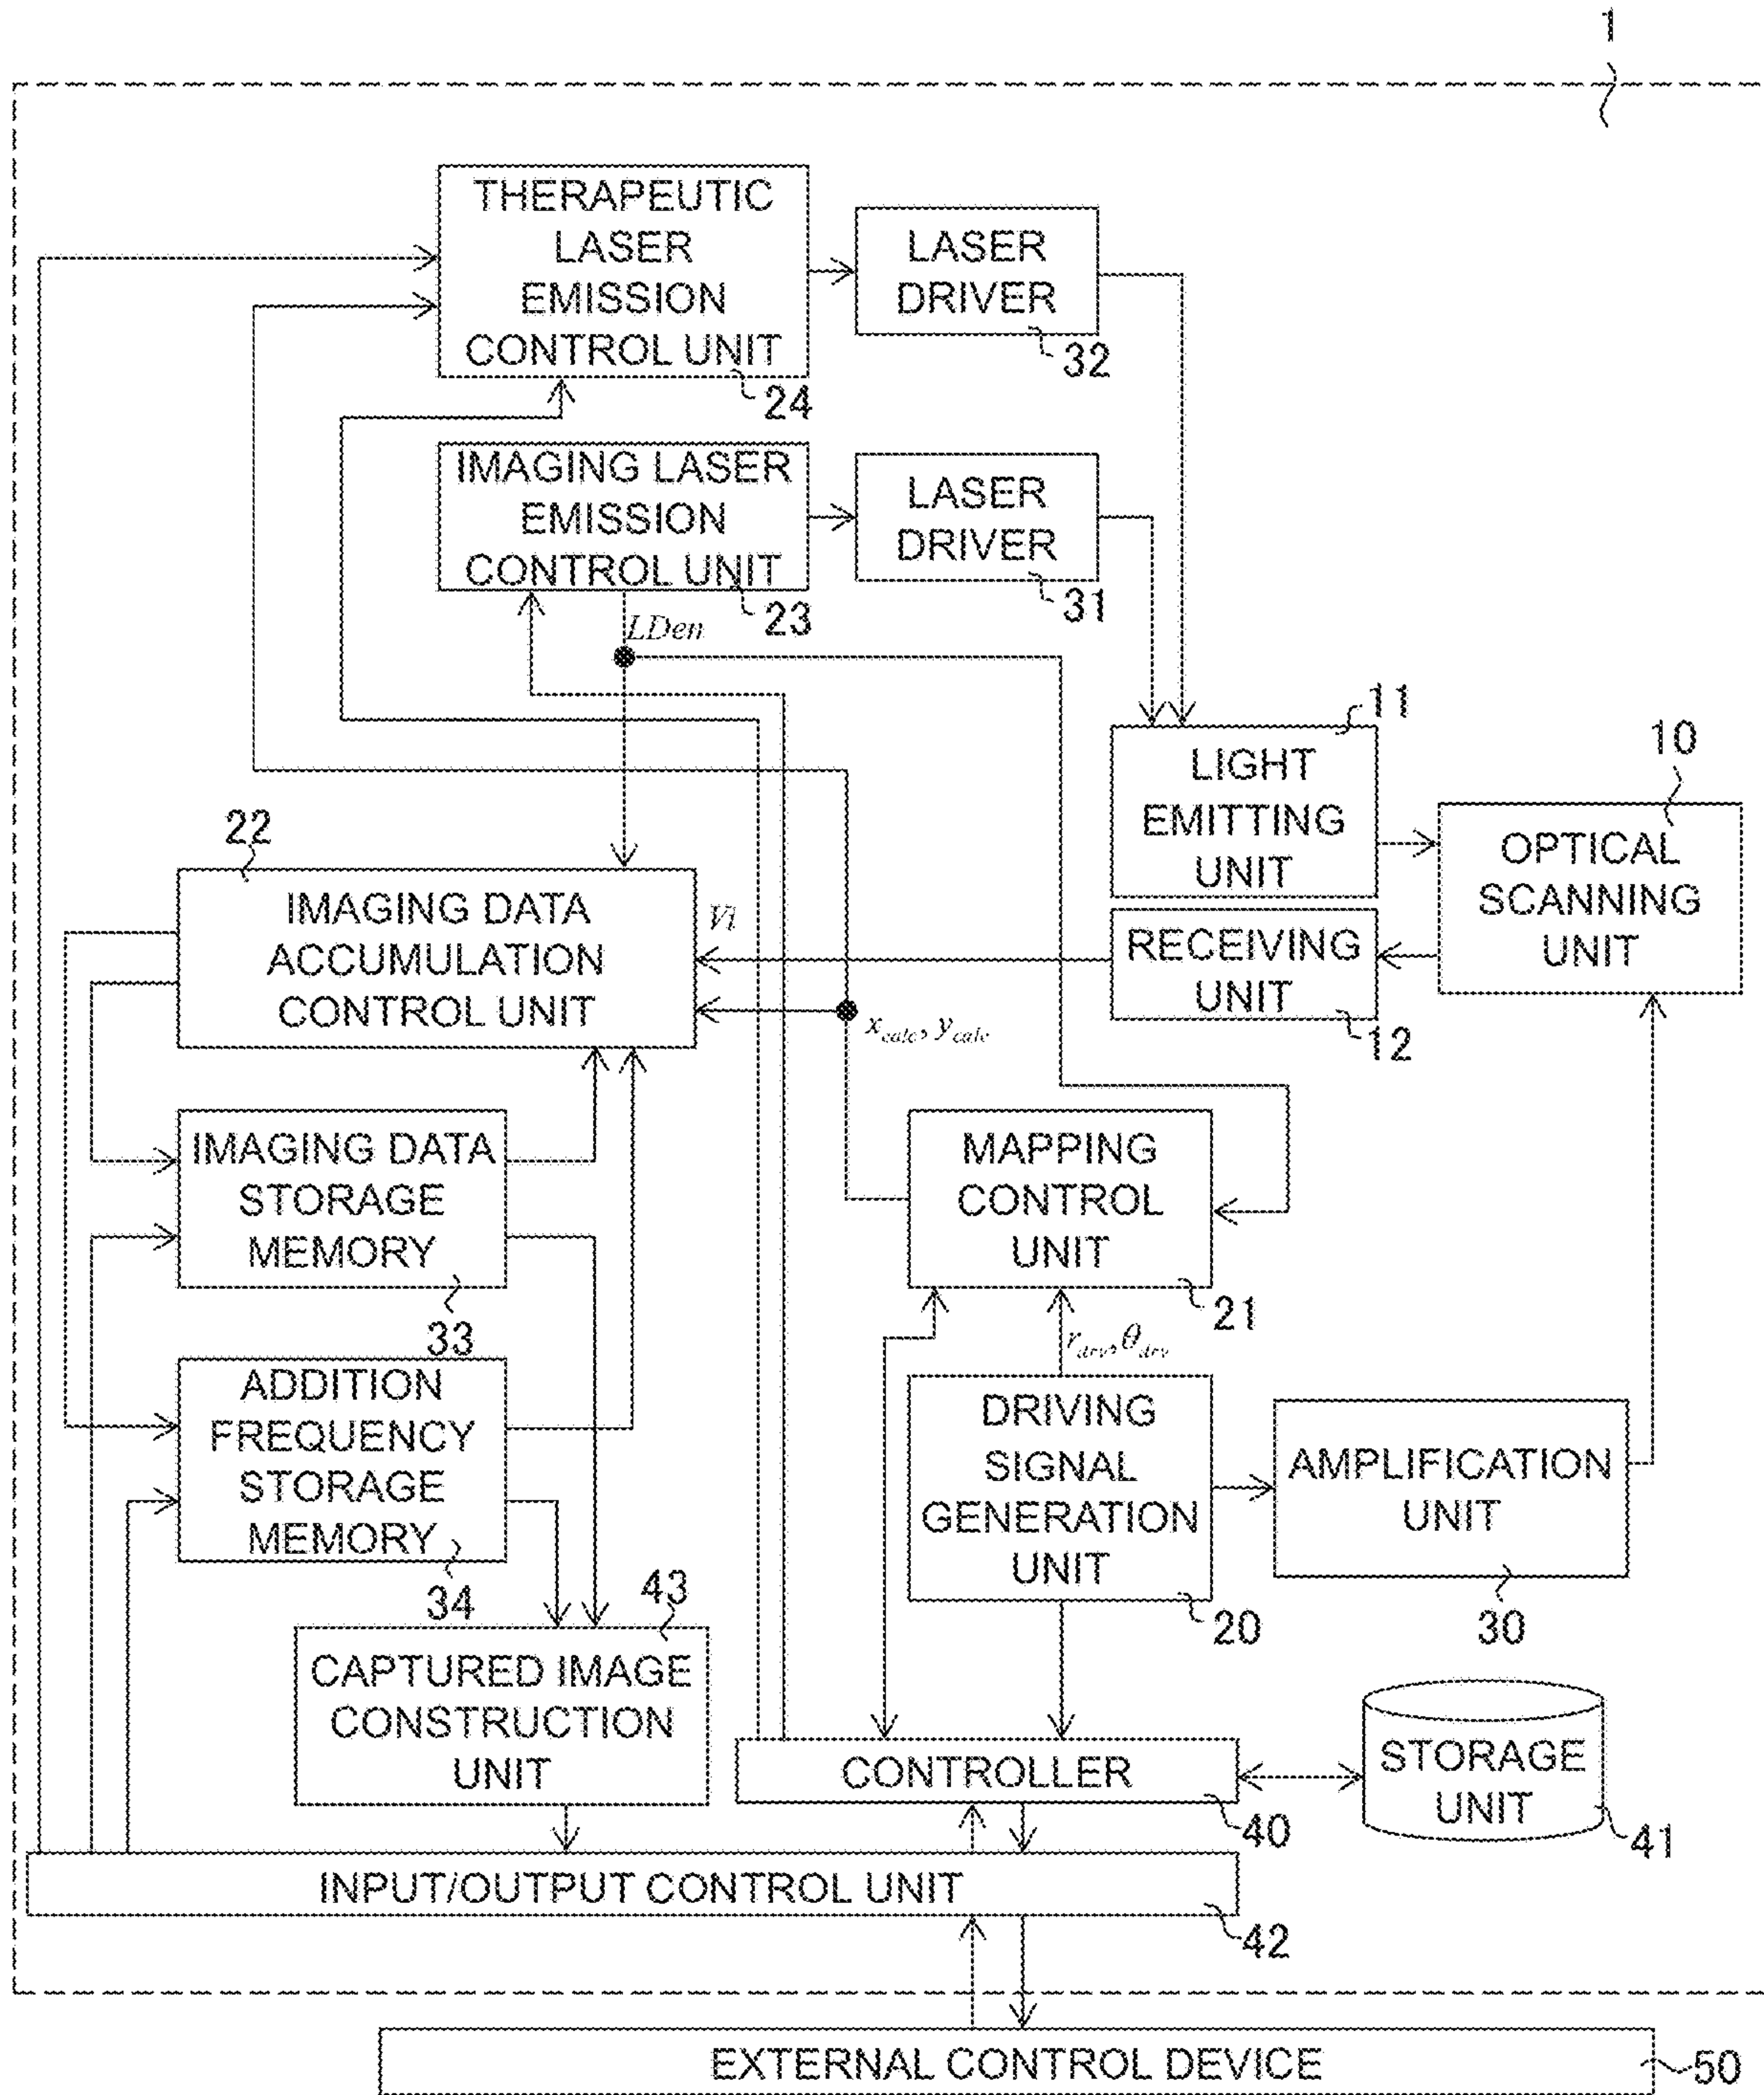 1
THERAPEUTIC
LASER
EMISSION
CONTROL UNIT
24
LASER
DRIVER
32
IMAGING LASER
EMISSION
CONTROL UNIT
23
LASER
DRIVER
31
LDen
11
LIGHT
EMITTING
UNIT
10
OPTICAL
SCANNING
UNIT
22
IMAGING DATA
ACCUMULATION
CONTROL UNIT
Vi
RECEIVING
UNIT
12
x_calc, y_calc
IMAGING DATA
STORAGE
MEMORY
33
MAPPING
CONTROL
UNIT
21
r_drv, θ_drv
ADDITION
FREQUENCY
STORAGE
MEMORY
34
DRIVING
SIGNAL
GENERATION
UNIT
20
AMPLIFICATION
UNIT
30
43
CAPTURED IMAGE
CONSTRUCTION
UNIT
CONTROLLER
40
STORAGE
UNIT
41
INPUT/OUTPUT CONTROL UNIT
42
EXTERNAL CONTROL DEVICE
50